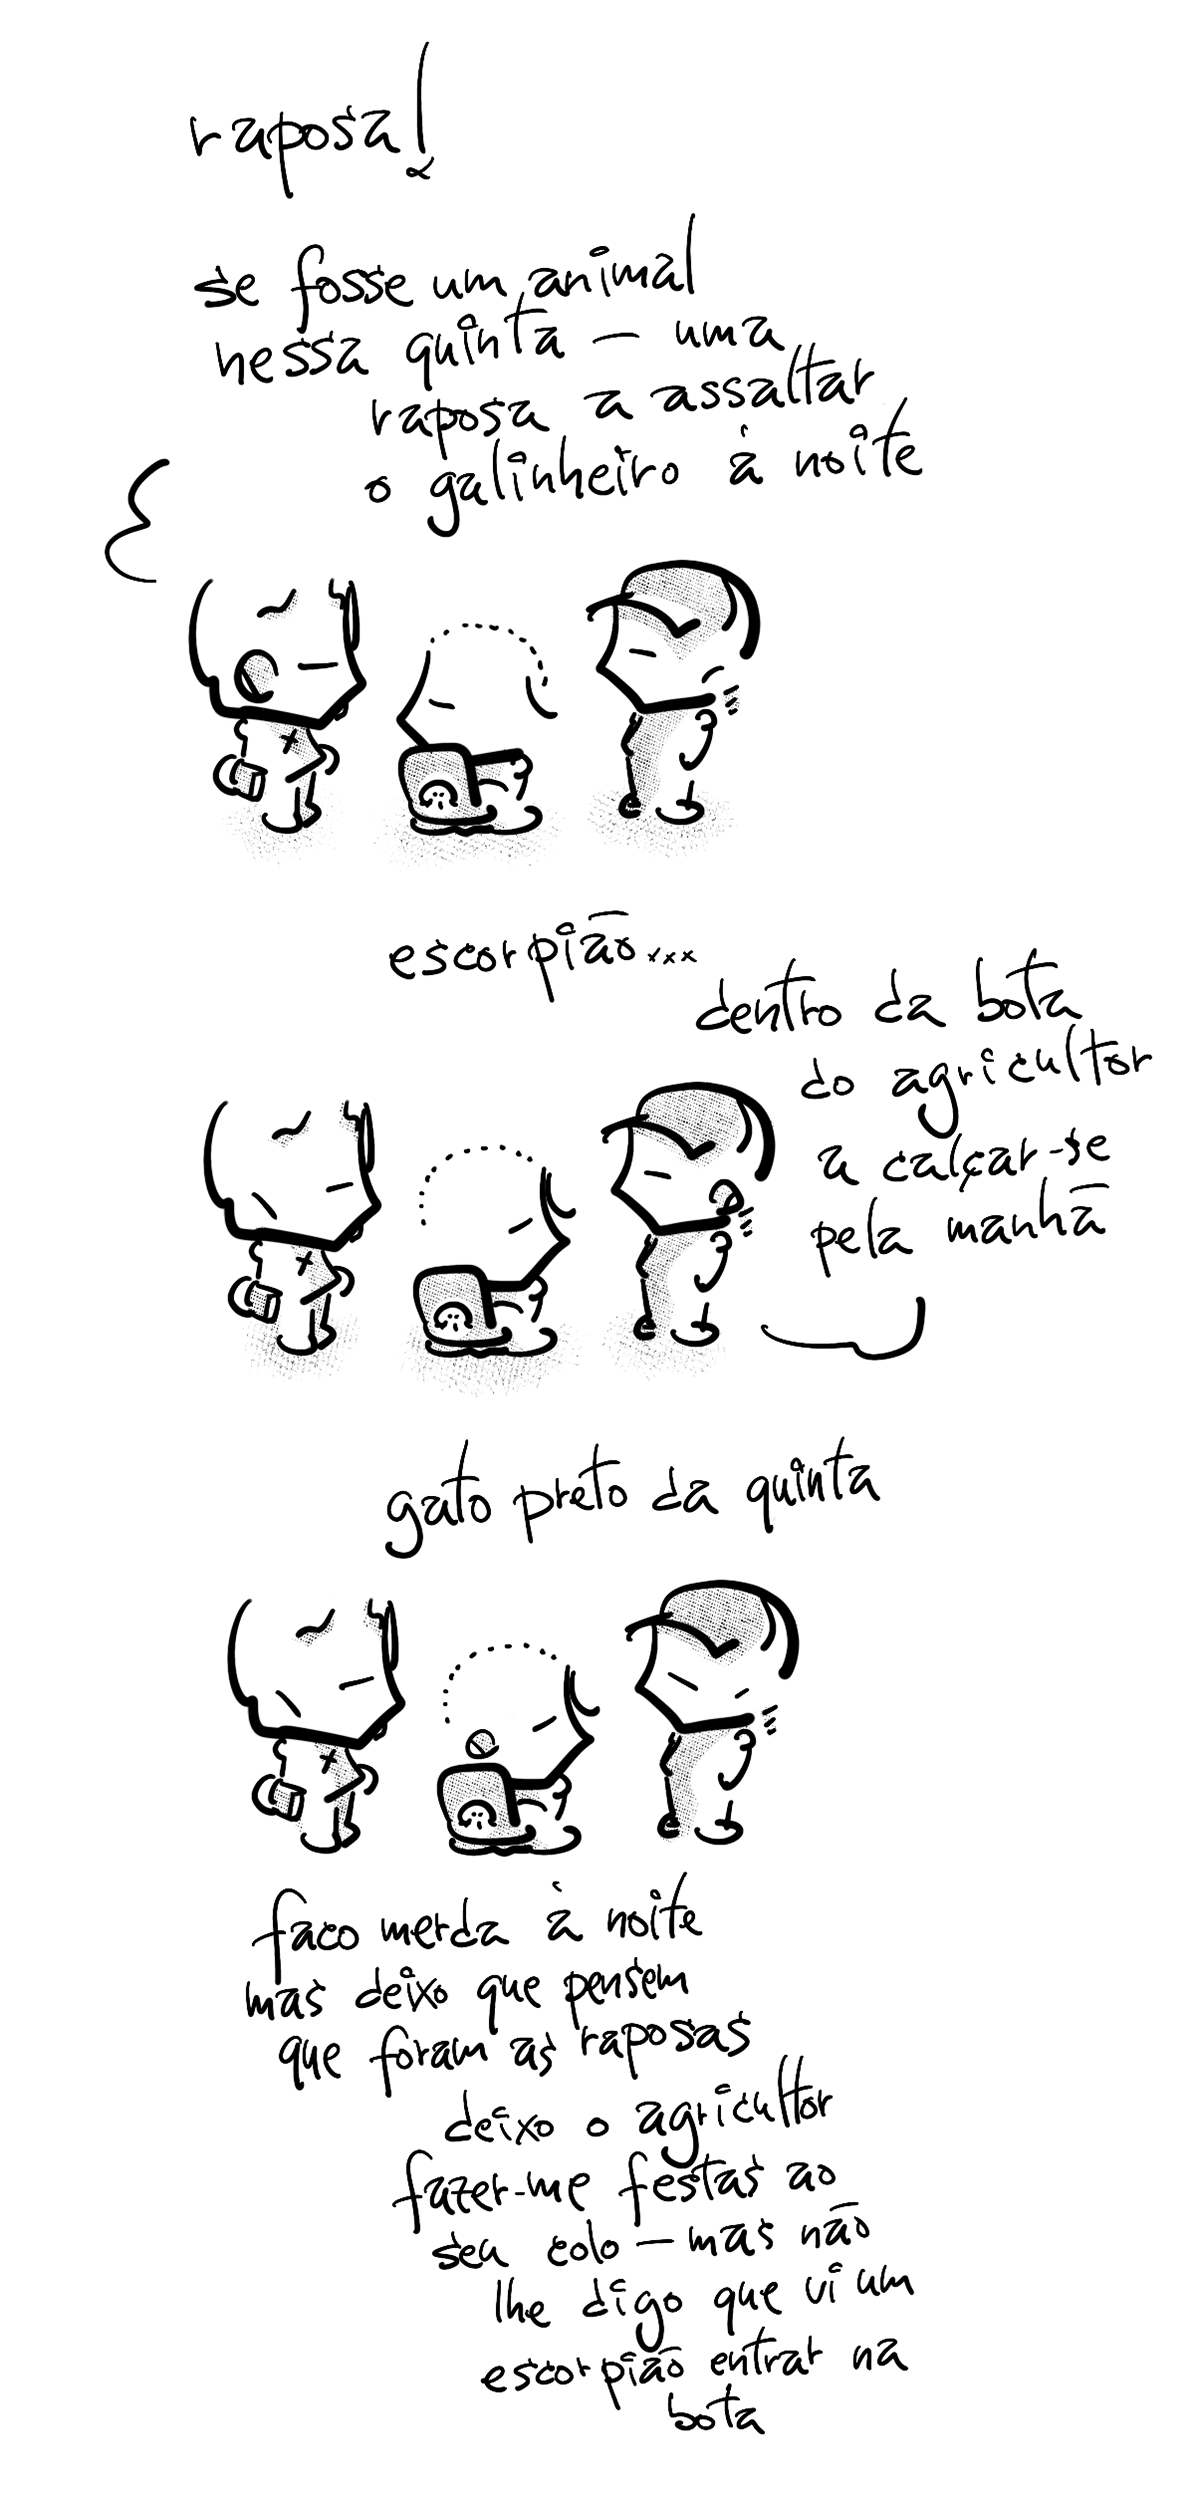 raposa!
se fosse um animal
nessa quinta – uma
raposa a assaltar
o galinheiro à noite
escorpião...
dentro da bota
do agricultor
a calçar-se
pela manhã
gato preto da quinta
faco merda à noite
mas deixo que pensem
que foram as raposas
deixo o agricultor
fazer-me festas ao
seu colo – mas não
lhe digo que vi um
escorpião entrar na
bota